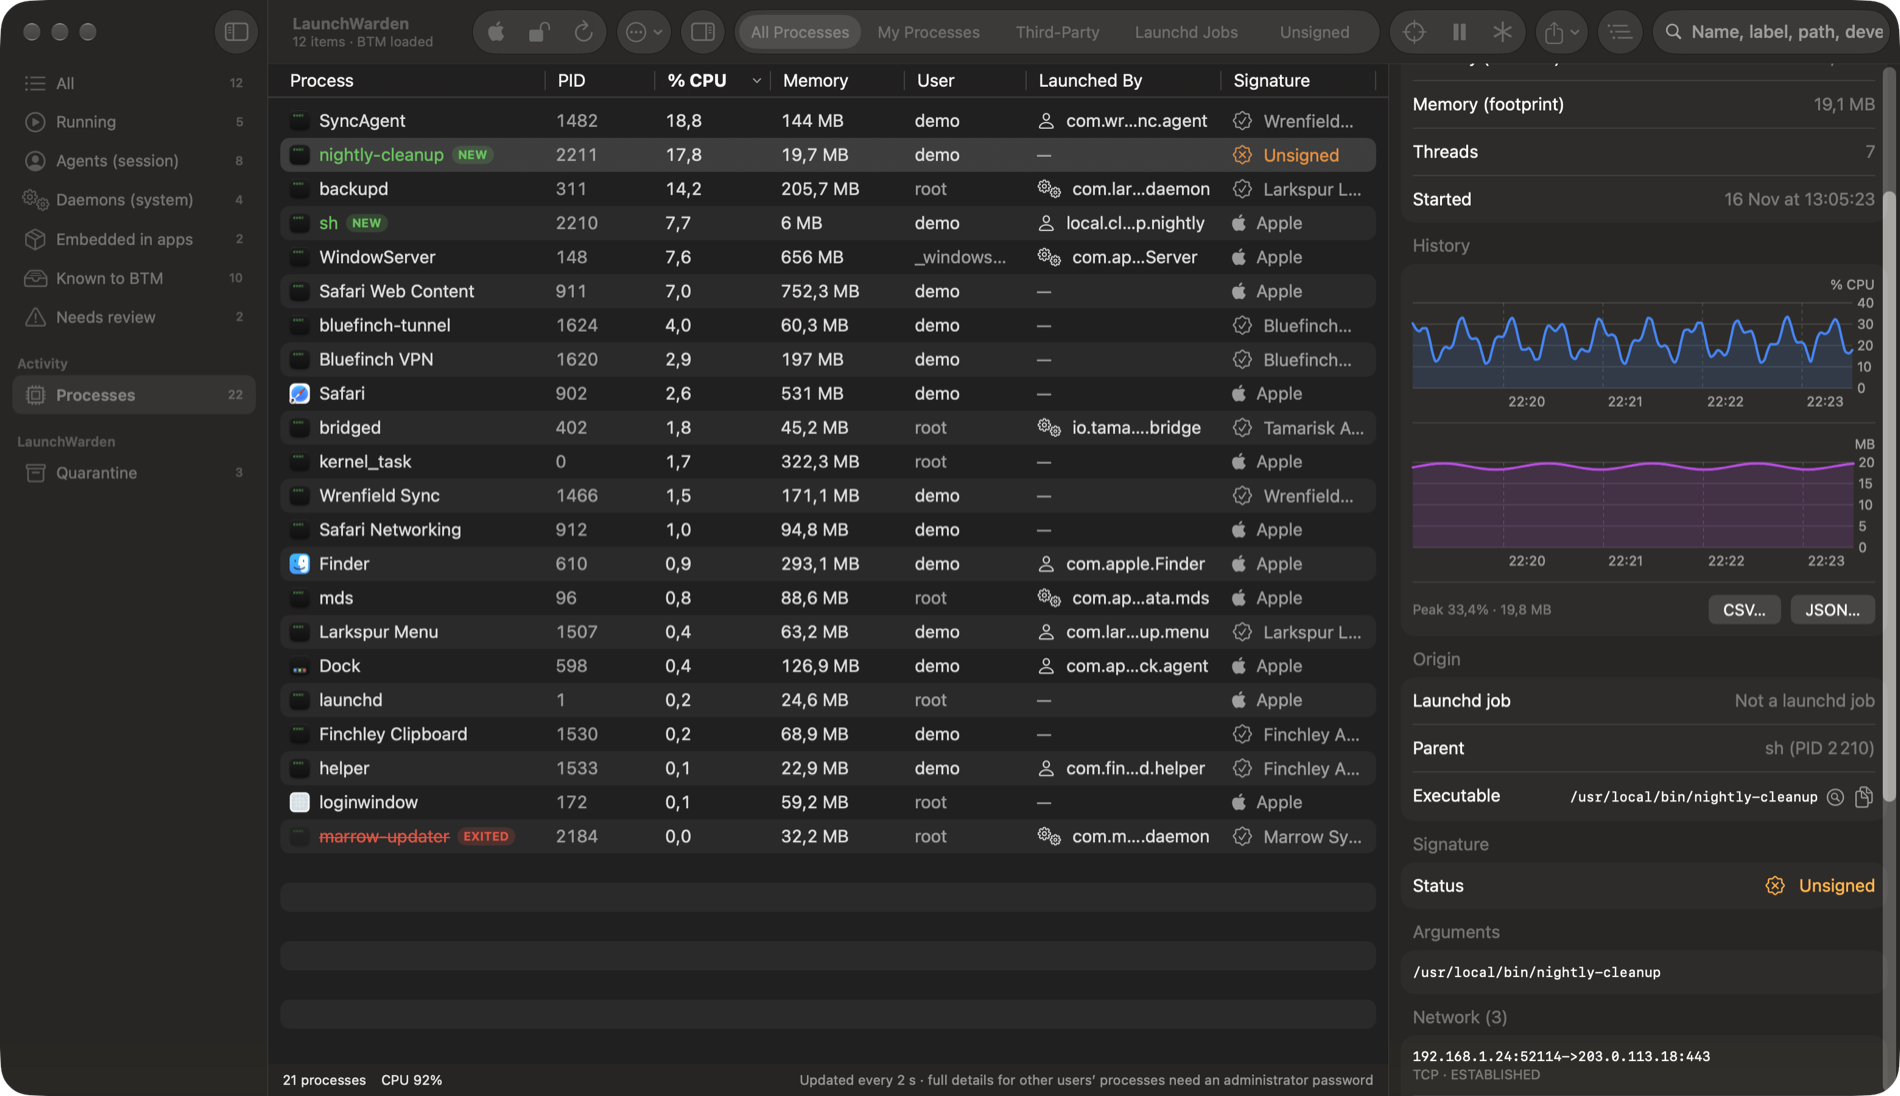 LaunchWarden
12 items · BTM loaded
All Processes
My Processes
Third-Party
Launchd Jobs
Unsigned
Name, label, path, deve
All 12
Running 5
Agents (session) 8
Daemons (system) 4
Embedded in apps 2
Known to BTM 10
Needs review 2
Activity
Processes 22
LaunchWarden
Quarantine 3
Process PID % CPU Memory User Launched By Signature
SyncAgent 1482 18,8 144 MB demo com.wr...nc.agent Wrenfield...
nightly-cleanup NEW 2211 17,8 19,7 MB demo — Unsigned
backupd 311 14,2 205,7 MB root com.lar...daemon Larkspur L...
sh NEW 2210 7,7 6 MB demo local.cl...p.nightly Apple
WindowServer 148 7,6 656 MB _windows... com.ap...Server Apple
Safari Web Content 911 7,0 752,3 MB demo — Apple
bluefinch-tunnel 1624 4,0 60,3 MB demo — Bluefinch...
Bluefinch VPN 1620 2,9 197 MB demo — Bluefinch...
Safari 902 2,6 531 MB demo — Apple
bridged 402 1,8 45,2 MB root io.tama....bridge Tamarisk A...
kernel_task 0 1,7 322,3 MB root — Apple
Wrenfield Sync 1466 1,5 171,1 MB demo — Wrenfield...
Safari Networking 912 1,0 94,8 MB demo — Apple
Finder 610 0,9 293,1 MB demo com.apple.Finder Apple
mds 96 0,8 88,6 MB root com.ap...ata.mds Apple
Larkspur Menu 1507 0,4 63,2 MB demo com.lar...up.menu Larkspur L...
Dock 598 0,4 126,9 MB demo com.ap...ck.agent Apple
launchd 1 0,2 24,6 MB root — Apple
Finchley Clipboard 1530 0,2 68,9 MB demo — Finchley A...
helper 1533 0,1 22,9 MB demo com.fin...d.helper Finchley A...
loginwindow 172 0,1 59,2 MB root — Apple
marrow-updater EXITED 2184 0,0 32,2 MB root com.m....daemon Marrow Sy...
21 processes CPU 92%
Updated every 2 s · full details for other users’ processes need an administrator password
Memory (footprint) 19,1 MB
Threads 7
Started 16 Nov at 13:05:23
History
% CPU
40
30
20
10
0
22:20 22:21 22:22 22:23
MB
20
15
10
5
0
22:20 22:21 22:22 22:23
Peak 33,4% · 19,8 MB
CSV...
JSON...
Origin
Launchd job Not a launchd job
Parent sh (PID 2 210)
Executable /usr/local/bin/nightly-cleanup
Signature
Status Unsigned
Arguments
/usr/local/bin/nightly-cleanup
Network (3)
192.168.1.24:52114->203.0.113.18:443
TCP · ESTABLISHED